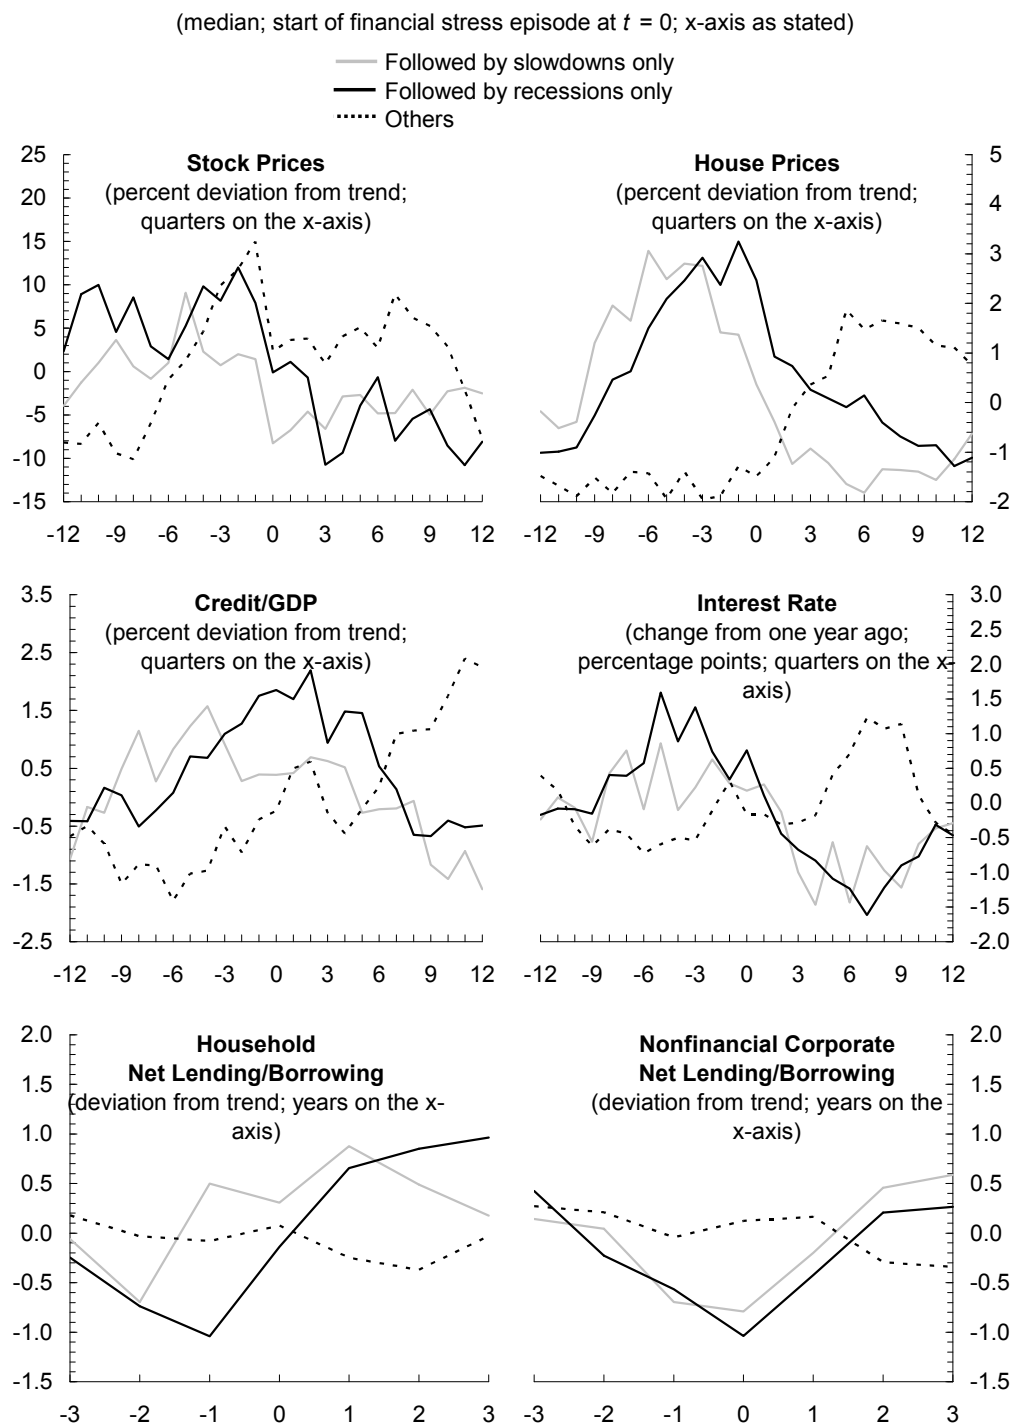 (median; start of financial stress episode at t = 0; x-axis as stated)
Followed by slowdowns only
Followed by recessions only
Others
Stock Prices
(percent deviation from trend;
quarters on the x-axis)
25
20
15
10
5
0
-5
-10
-15
-12 -9 -6 -3 0 3 6 9 12
House Prices
(percent deviation from trend;
quarters on the x-axis)
5
4
3
2
1
0
-1
-2
-12 -9 -6 -3 0 3 6 9 12
Credit/GDP
(percent deviation from trend;
quarters on the x-axis)
3.5
2.5
1.5
0.5
-0.5
-1.5
-2.5
-12 -9 -6 -3 0 3 6 9 12
Interest Rate
(change from one year ago;
percentage points; quarters on the x-
axis)
3.0
2.5
2.0
1.5
1.0
0.5
0.0
-0.5
-1.0
-1.5
-2.0
-12 -9 -6 -3 0 3 6 9 12
Household
Net Lending/Borrowing
(deviation from trend; years on the x-
axis)
2.0
1.5
1.0
0.5
0.0
-0.5
-1.0
-1.5
-3 -2 -1 0 1 2 3
Nonfinancial Corporate
Net Lending/Borrowing
(deviation from trend; years on the
x-axis)
2.0
1.5
1.0
0.5
0.0
-0.5
-1.0
-1.5
-3 -2 -1 0 1 2 3